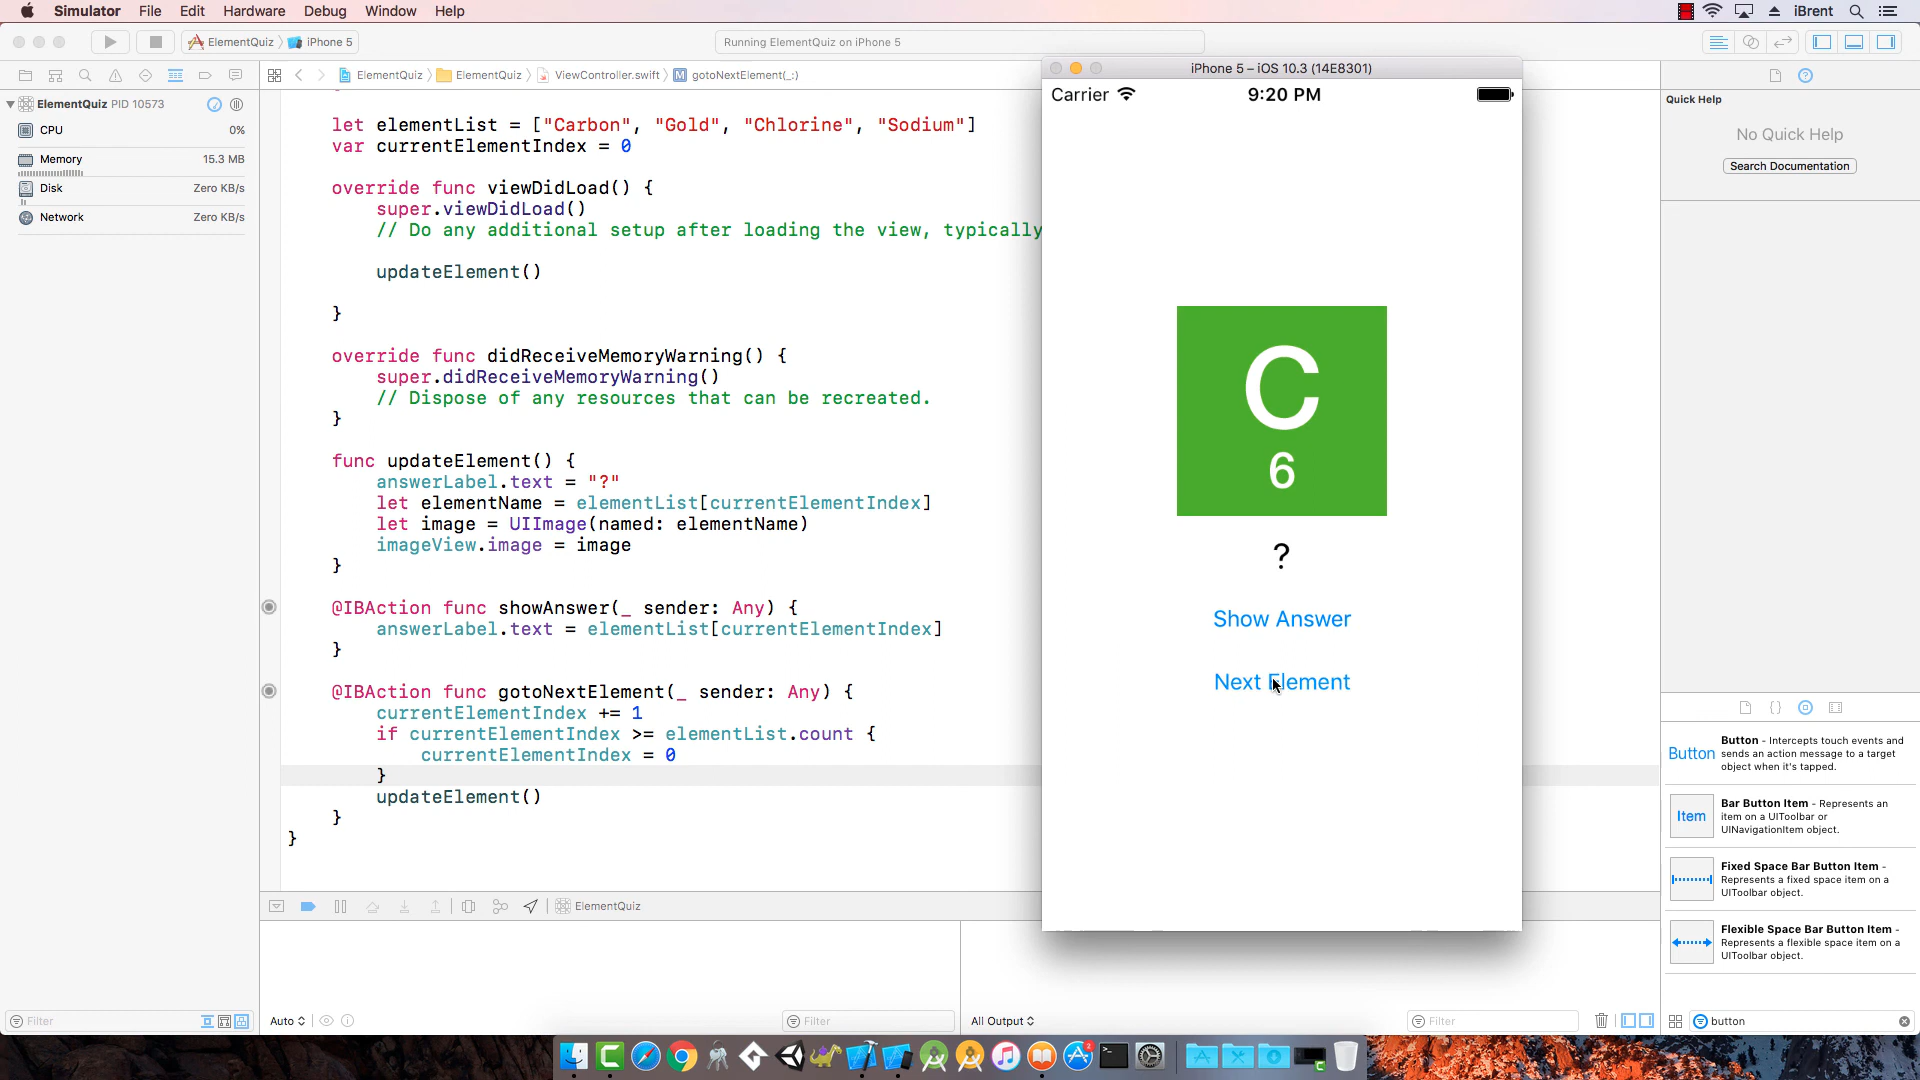 Simulator File Edit Hardware Debug Window Help iBrent
ElementQuiz iPhone 5 Running ElementQuiz on iPhone 5
ElementQuiz ElementQuiz ViewController.swift gotoNextElement(_:)
ElementQuiz PID 10573
CPU 0%
Memory 15.3 MB
Disk Zero KB/s
Network Zero KB/s
Filter
let elementList = ["Carbon", "Gold", "Chlorine", "Sodium"]
var currentElementIndex = 0
override func viewDidLoad() {
super.viewDidLoad()
// Do any additional setup after loading the view, typically
updateElement()
}
override func didReceiveMemoryWarning() {
super.didReceiveMemoryWarning()
// Dispose of any resources that can be recreated.
}
func updateElement() {
answerLabel.text = "?"
let elementName = elementList[currentElementIndex]
let image = UIImage(named: elementName)
imageView.image = image
}
@IBAction func showAnswer(_ sender: Any) {
answerLabel.text = elementList[currentElementIndex]
}
@IBAction func gotoNextElement(_ sender: Any) {
currentElementIndex += 1
if currentElementIndex >= elementList.count {
currentElementIndex = 0
}
updateElement()
}
}
ElementQuiz
Auto
Filter
All Output
Filter
iPhone 5 – iOS 10.3 (14E8301)
Carrier 9:20 PM
C
6
?
Show Answer
Next Element
Quick Help
No Quick Help
Search Documentation
Button
Button - Intercepts touch events and
sends an action message to a target
object when it's tapped.
Item
Bar Button Item - Represents an
item on a UIToolbar or
UINavigationItem object.
Fixed Space Bar Button Item -
Represents a fixed space item on a
UIToolbar object.
Flexible Space Bar Button Item -
Represents a flexible space item on a
UIToolbar object.
button
2